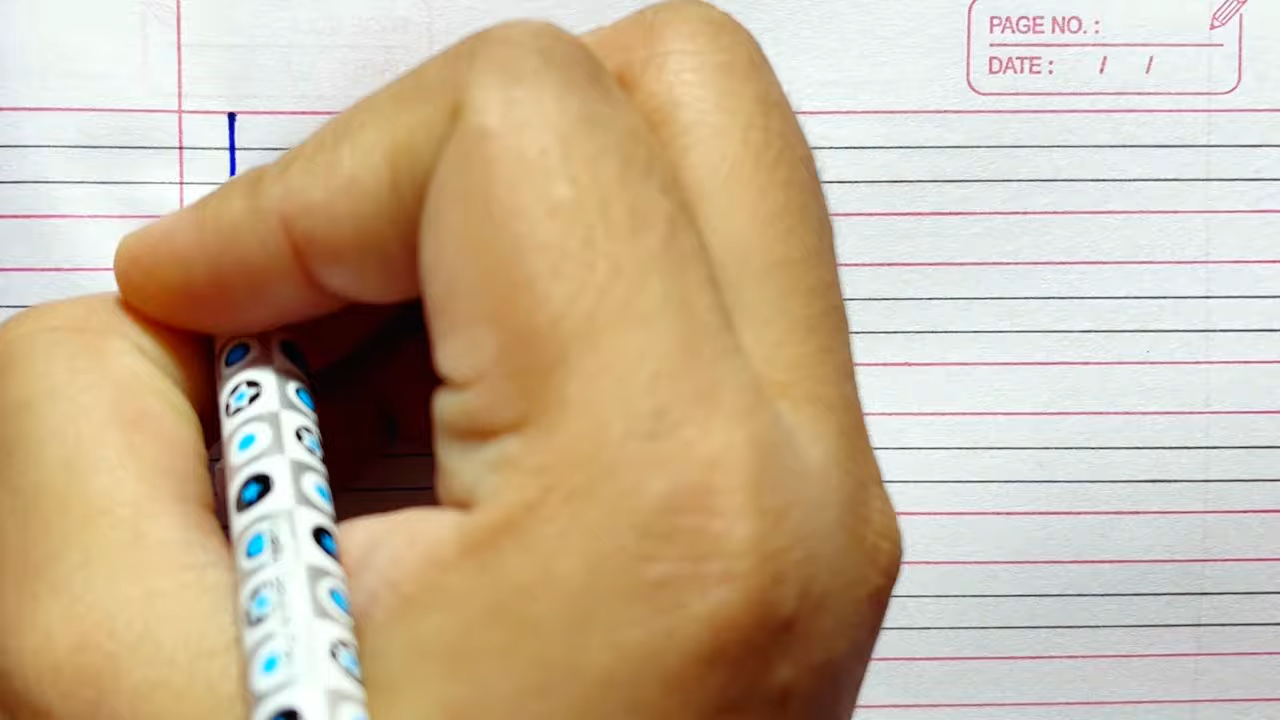 PAGE NO. :
DATE : / /